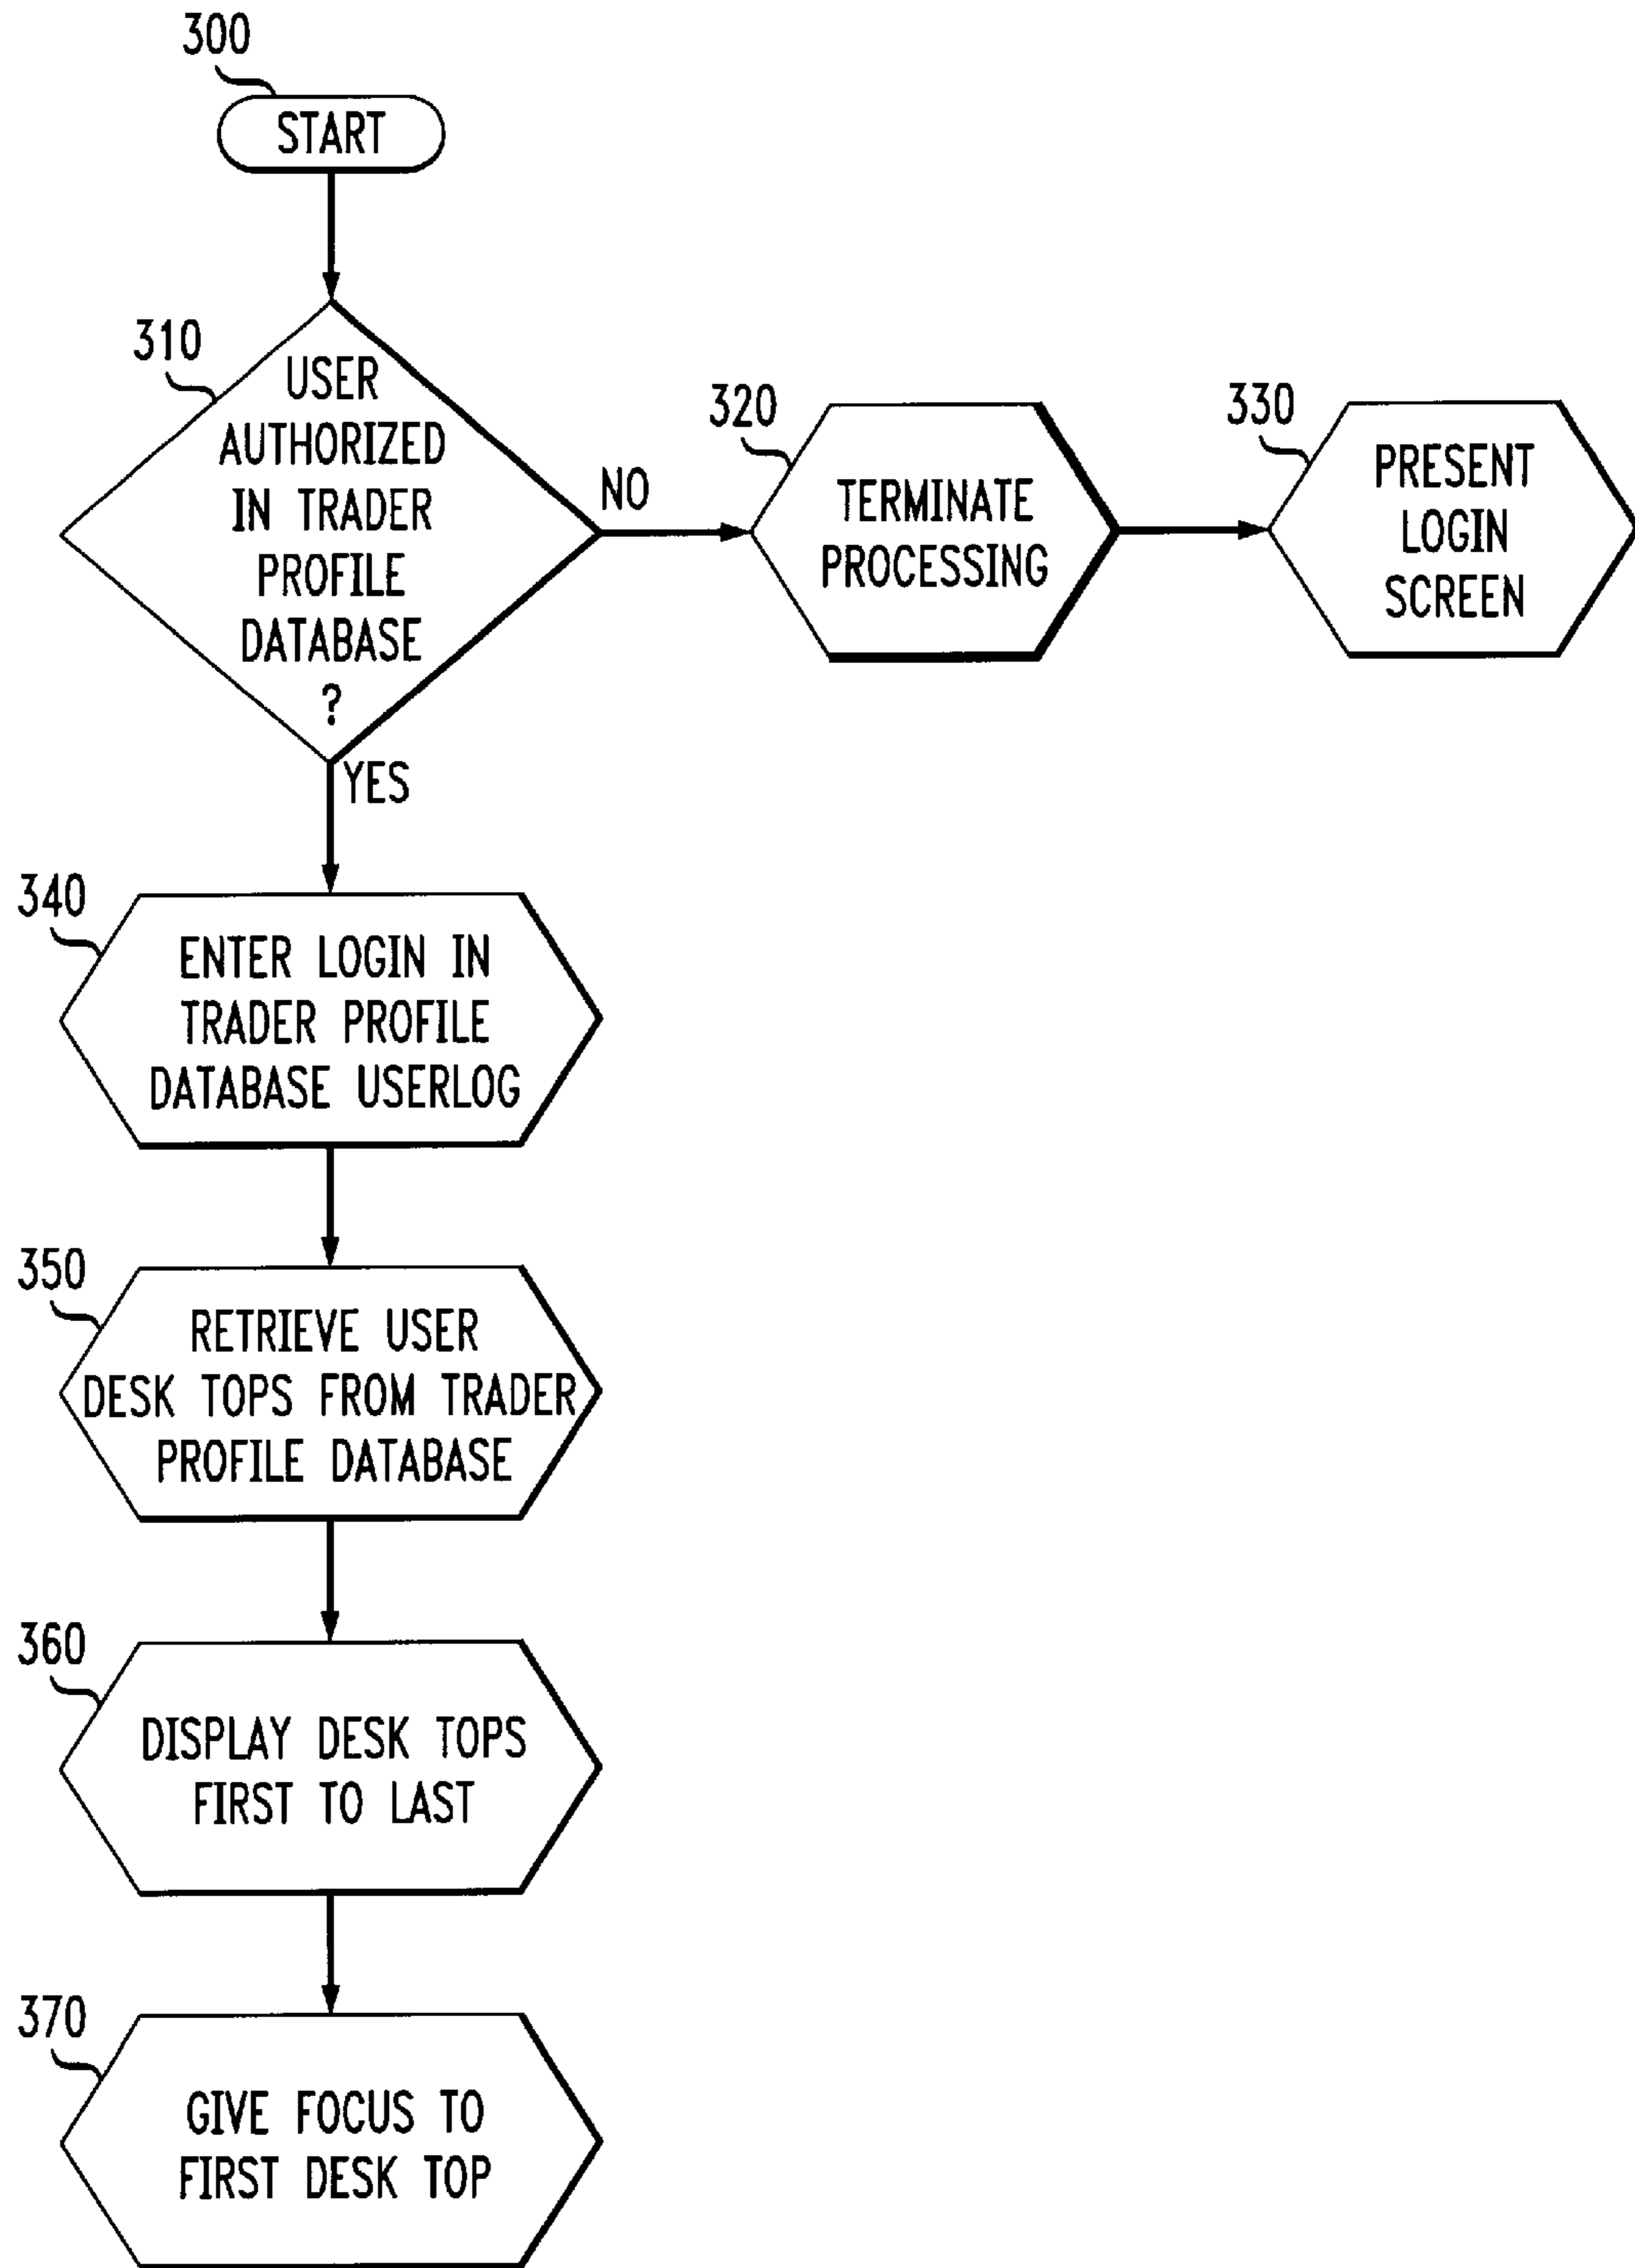 300
START
310
USER
AUTHORIZED
IN TRADER
PROFILE
DATABASE
?
NO
320
TERMINATE
PROCESSING
330
PRESENT
LOGIN
SCREEN
YES
340
ENTER LOGIN IN
TRADER PROFILE
DATABASE USERLOG
350
RETRIEVE USER
DESK TOPS FROM TRADER
PROFILE DATABASE
360
DISPLAY DESK TOPS
FIRST TO LAST
370
GIVE FOCUS TO
FIRST DESK TOP